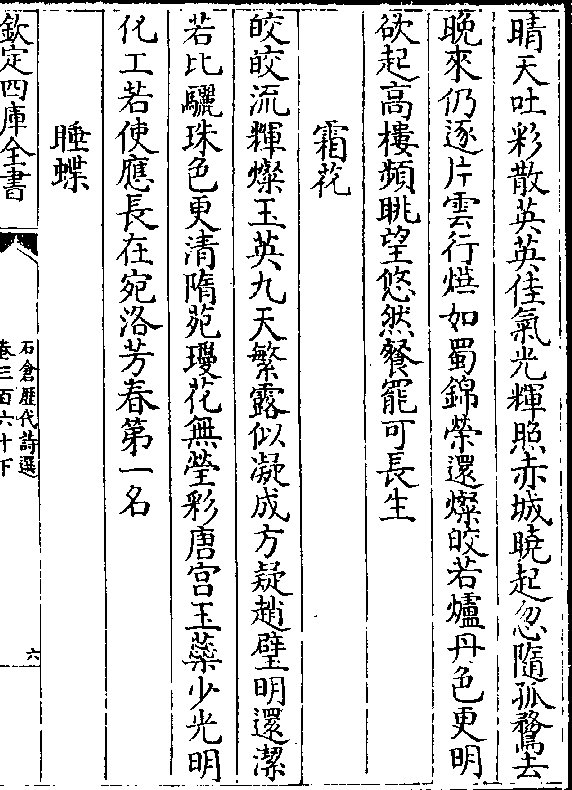 晴天吐彩散英英佳氣光輝照赤城曉起忽隨孤鶩去
晚來仍逐片雲行爛如蜀錦榮還燦皎若爐丹色更明
欲起高樓頻眺望悠然餐罷可長生
霜花
皎皎流輝燦玉英九天繁露似凝成方疑趙璧明還潔
若比驪珠色更清隋苑瓊花無瑩彩唐宮玉蘂少光明
化工若使應長在宛洛芳春第一名
睡蝶
欽定四庫全書
石倉歷代詩選
卷三百六十下
六